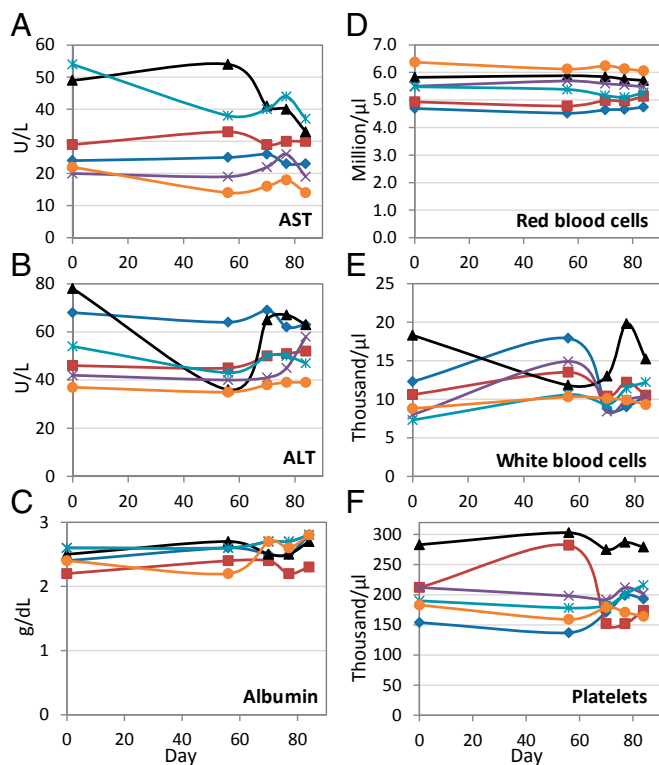 A
60
50
40
30
20
10
0
U/L
AST
0 20 40 60 80
B
80
60
40
20
0
U/L
ALT
0 20 40 60 80
C
3
2
1
0
g/dL
Albumin
0 20 40 60 80
Day
D
7.0
6.0
5.0
4.0
3.0
2.0
1.0
0.0
Million/µl
Red blood cells
0 20 40 60 80
E
25
20
15
10
5
0
Thousand/µl
White blood cells
0 20 40 60 80
F
300
250
200
150
100
50
0
Thousand/µl
Platelets
0 20 40 60 80
Day